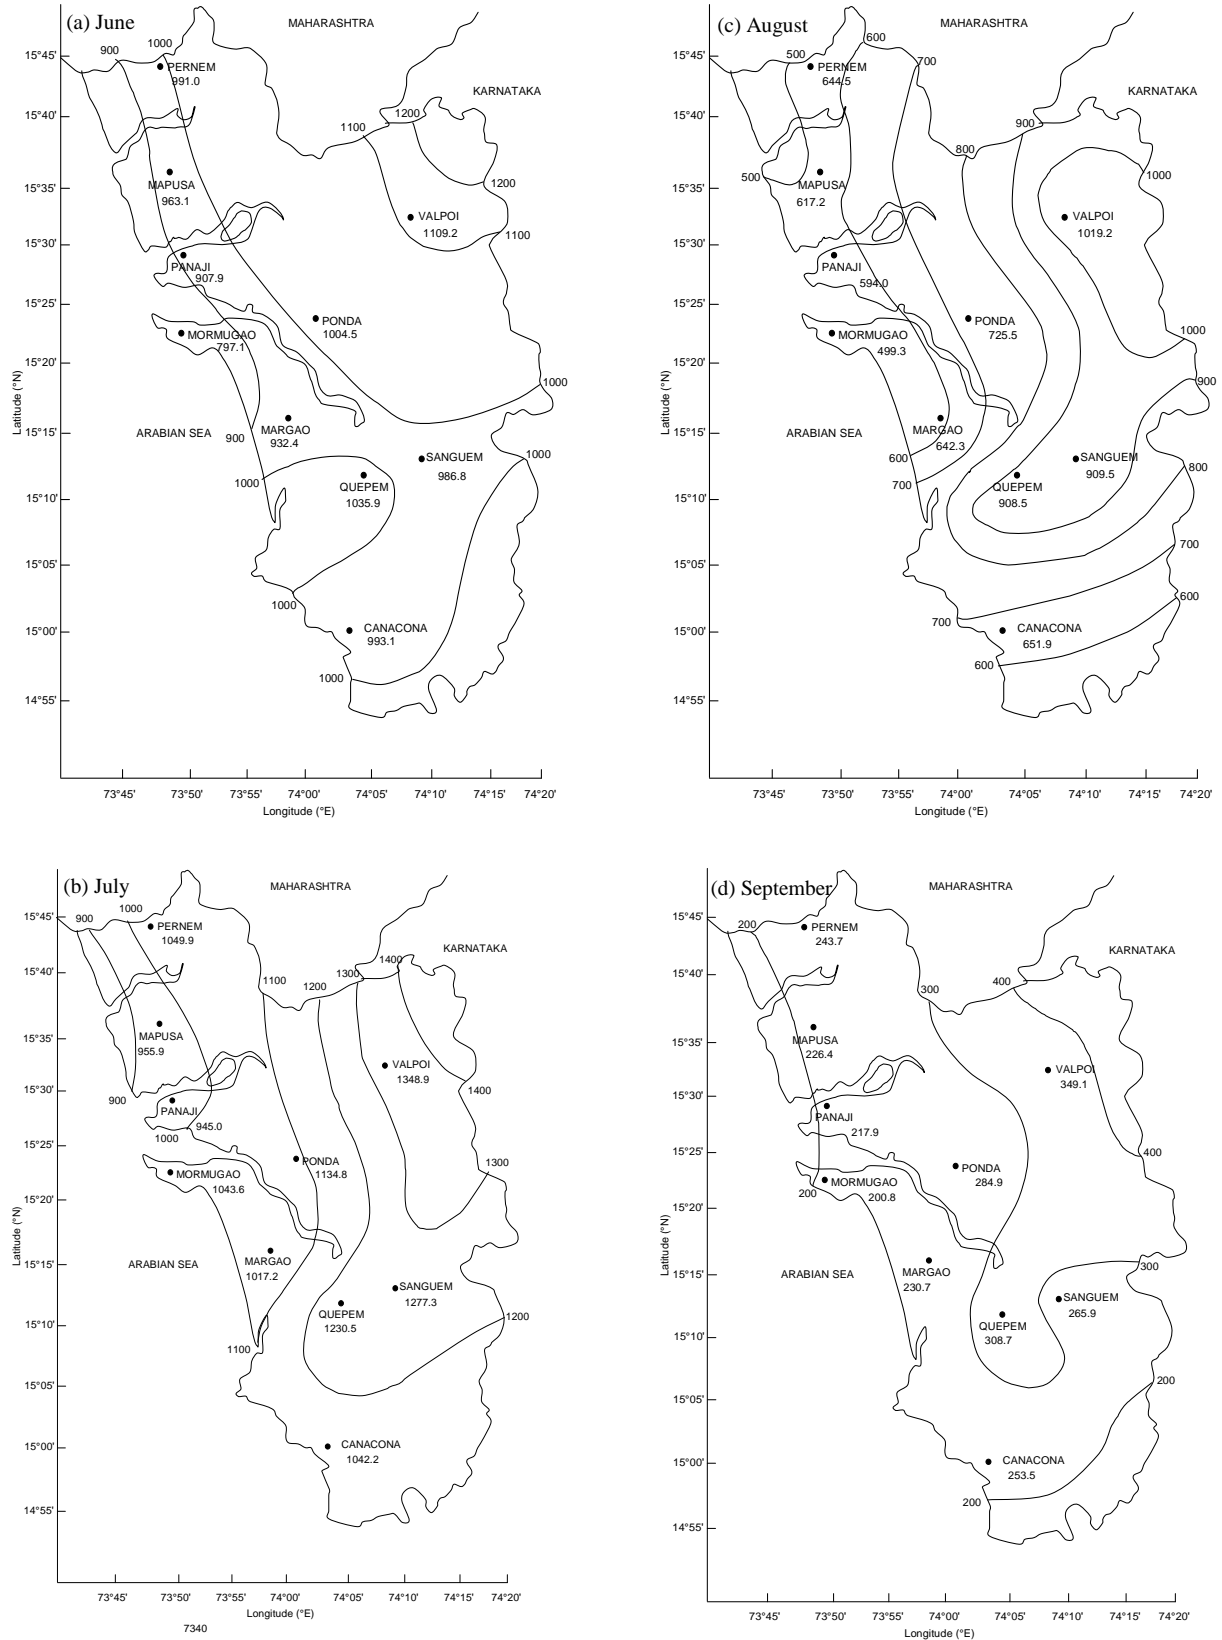 (a) June
MAHARASHTRA
KARNATAKA
900
1000
15°45'
PERNEM
991.0
1200
1100
15°40'
15°35'
MAPUSA
963.1
1200
VALPOI
1109.2
1100
15°30'
PANAJI
907.9
15°25'
PONDA
1004.5
MORMUGAO
797.1
15°20'
1000
MARGAO
932.4
ARABIAN SEA
900
15°15'
SANGUEM
986.8
1000
1000
QUEPEM
1035.9
15°10'
15°05'
1000
CANACONA
993.1
15°00'
1000
14°55'
Latitude (°N)
73°45'
73°50'
73°55'
74°00'
74°05'
74°10'
74°15'
74°20'
Longitude (°E)
(c) August
MAHARASHTRA
KARNATAKA
600
500
700
15°45'
PERNEM
644.5
15°40'
900
800
1000
15°35'
500
MAPUSA
617.2
VALPOI
1019.2
15°30'
PANAJI
594.0
15°25'
PONDA
725.5
MORMUGAO
499.3
1000
15°20'
900
MARGAO
642.3
ARABIAN SEA
15°15'
600
SANGUEM
909.5
800
700
QUEPEM
908.5
15°10'
700
15°05'
600
700
CANACONA
651.9
15°00'
600
14°55'
Latitude (°N)
73°45'
73°50'
73°55'
74°00'
74°05'
74°10'
74°15'
74°20'
Longitude (°E)
(b) July
MAHARASHTRA
KARNATAKA
900
1000
15°45'
PERNEM
1049.9
1400
1300
1200
1100
15°40'
15°35'
MAPUSA
955.9
VALPOI
1348.9
1400
15°30'
900
PANAJI
945.0
1000
15°25'
PONDA
1134.8
1300
MORMUGAO
1043.6
15°20'
MARGAO
1017.2
ARABIAN SEA
15°15'
SANGUEM
1277.3
QUEPEM
1230.5
1200
15°10'
1100
15°05'
CANACONA
1042.2
15°00'
14°55'
Latitude (°N)
73°45'
73°50'
73°55'
74°00'
74°05'
74°10'
74°15'
74°20'
Longitude (°E)
7340
(d) September
MAHARASHTRA
KARNATAKA
200
15°45'
PERNEM
243.7
15°40'
400
300
15°35'
MAPUSA
226.4
VALPOI
349.1
15°30'
PANAJI
217.9
15°25'
400
PONDA
284.9
MORMUGAO
200.8
200
15°20'
MARGAO
230.7
ARABIAN SEA
300
15°15'
SANGUEM
265.9
QUEPEM
308.7
15°10'
200
15°05'
CANACONA
253.5
15°00'
200
14°55'
Latitude (°N)
73°45'
73°50'
73°55'
74°00'
74°05'
74°10'
74°15'
74°20'
Longitude (°E)